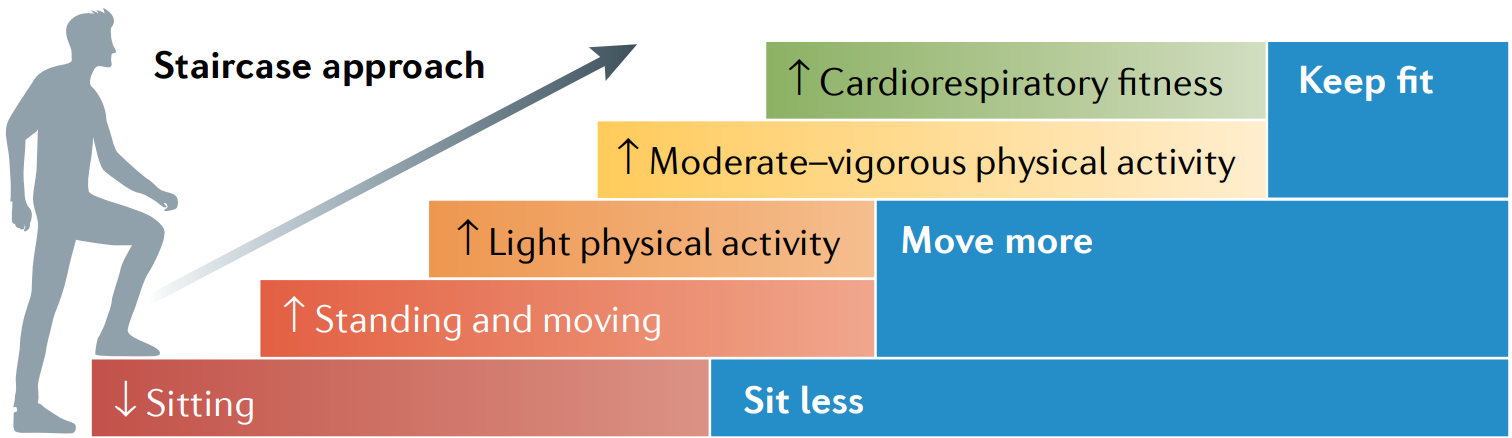 Staircase approach
↑ Cardiorespiratory fitness
Keep fit
↑ Moderate–vigorous physical activity
↑ Light physical activity
Move more
↑ Standing and moving
↓ Sitting
Sit less